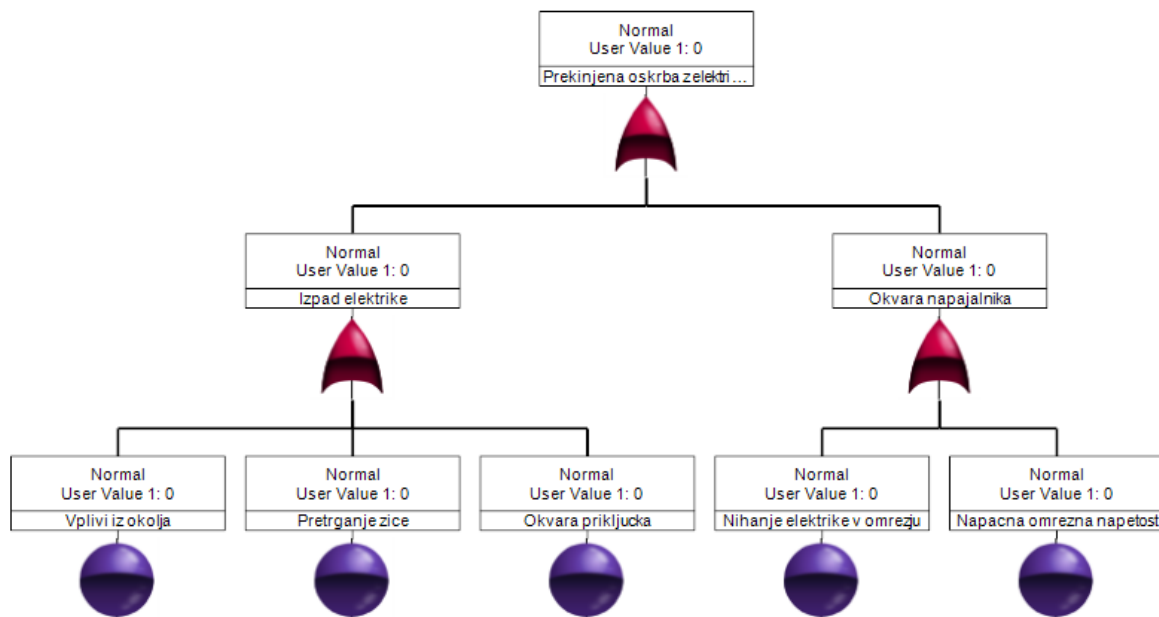 Normal
User Value 1: 0
Prekinjena oskrba z elektri...
Normal
User Value 1: 0
Izpad elektrike
Normal
User Value 1: 0
Okvara napajalnika
Normal
User Value 1: 0
Vplivi iz okolja
Normal
User Value 1: 0
Pretrganje zice
Normal
User Value 1: 0
Okvara prikljucka
Normal
User Value 1: 0
Nihanje elektrike v omrezju
Normal
User Value 1: 0
Napacna omrezna napetost